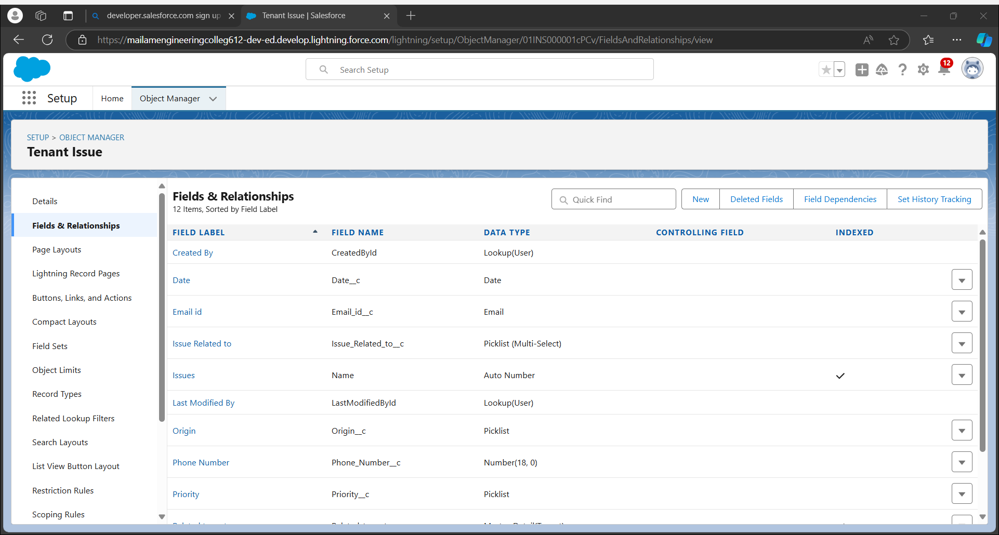 developer.salesforce.com sign up
Tenant Issue | Salesforce
https://mailamengineeringcolleg612-dev-ed.develop.lightning.force.com/lightning/setup/ObjectManager/01INS000001cPCv/FieldsAndRelationships/view
Search Setup
12
Setup
Home
Object Manager
SETUP > OBJECT MANAGER
Tenant Issue
Details
Fields & Relationships
Page Layouts
Lightning Record Pages
Buttons, Links, and Actions
Compact Layouts
Field Sets
Object Limits
Record Types
Related Lookup Filters
Search Layouts
List View Button Layout
Restriction Rules
Scoping Rules
Fields & Relationships
12 Items, Sorted by Field Label
Quick Find
New
Deleted Fields
Field Dependencies
Set History Tracking
FIELD LABEL FIELD NAME DATA TYPE CONTROLLING FIELD INDEXED
Created By CreatedById Lookup(User)
Date Date__c Date
Email id Email_id__c Email
Issue Related to Issue_Related_to__c Picklist (Multi-Select)
Issues Name Auto Number
Last Modified By LastModifiedById Lookup(User)
Origin Origin__c Picklist
Phone Number Phone_Number__c Number(18, 0)
Priority Priority__c Picklist